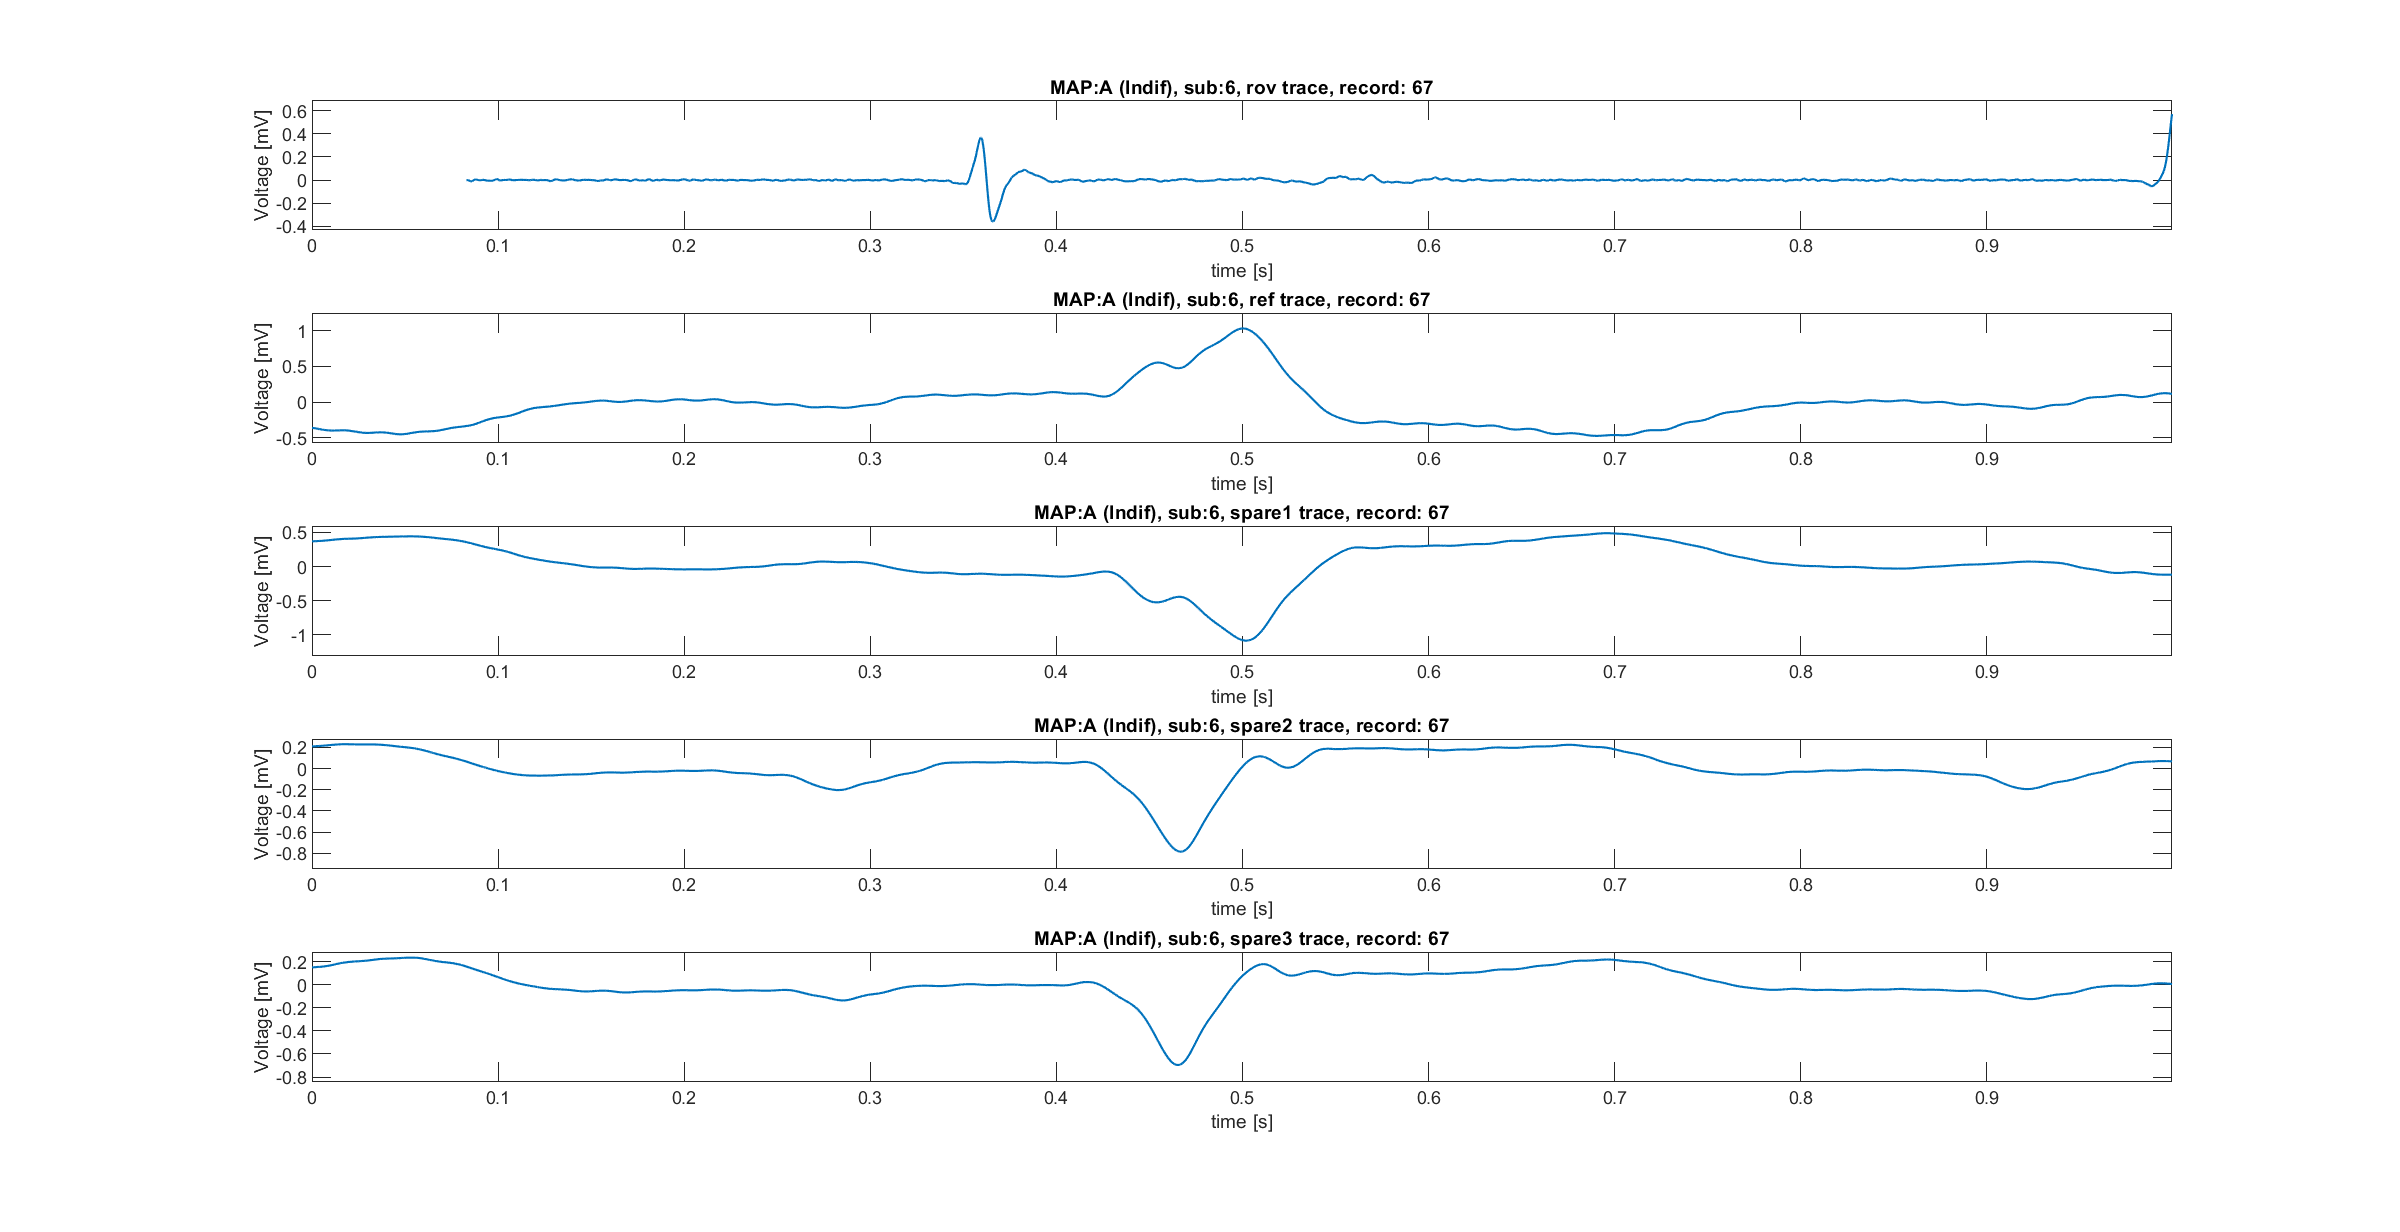 MAP:A (Indif), sub:6, rov trace, record: 67
Voltage [mV]
0.6
0.4
0.2
0
-0.2
-0.4
0 0.1 0.2 0.3 0.4 0.5 0.6 0.7 0.8 0.9
time [s]
MAP:A (Indif), sub:6, ref trace, record: 67
Voltage [mV]
1
0.5
0
-0.5
0 0.1 0.2 0.3 0.4 0.5 0.6 0.7 0.8 0.9
time [s]
MAP:A (Indif), sub:6, spare1 trace, record: 67
Voltage [mV]
0.5
0
-0.5
-1
0 0.1 0.2 0.3 0.4 0.5 0.6 0.7 0.8 0.9
time [s]
MAP:A (Indif), sub:6, spare2 trace, record: 67
Voltage [mV]
0.2
0
-0.2
-0.4
-0.6
-0.8
0 0.1 0.2 0.3 0.4 0.5 0.6 0.7 0.8 0.9
time [s]
MAP:A (Indif), sub:6, spare3 trace, record: 67
Voltage [mV]
0.2
0
-0.2
-0.4
-0.6
-0.8
0 0.1 0.2 0.3 0.4 0.5 0.6 0.7 0.8 0.9
time [s]